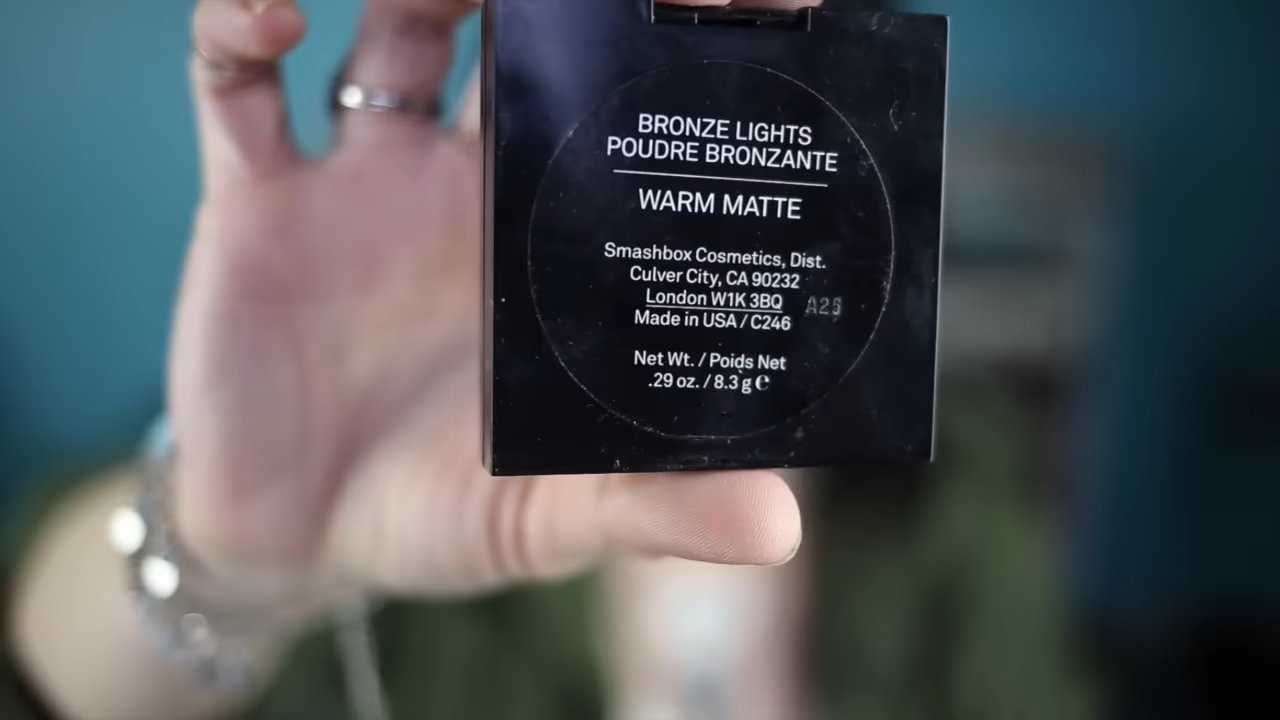 BRONZE LIGHTS
POUDRE BRONZANTE
WARM MATTE
Smashbox Cosmetics, Dist.
Culver City, CA 90232
London W1K 3BQ
Made in USA / C246
A25
Net Wt. / Poids Net
.29 oz. / 8.3 g ℮